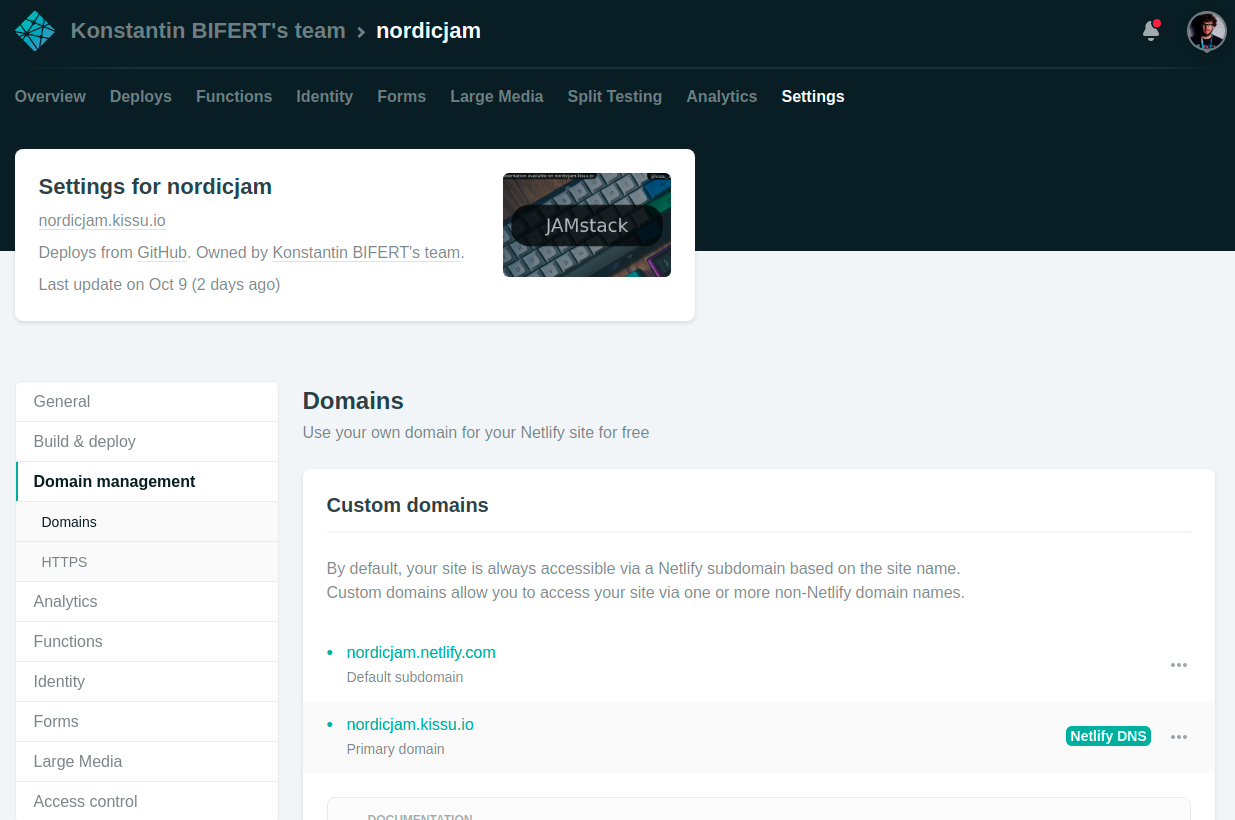 Konstantin BIFERT's team › nordicjam
Overview Deploys Functions Identity Forms Large Media Split Testing Analytics Settings
Settings for nordicjam
nordicjam.kissu.io
Deploys from GitHub. Owned by Konstantin BIFERT's team.
Last update on Oct 9 (2 days ago)
JAMstack
General
Build & deploy
Domain management
Domains
HTTPS
Analytics
Functions
Identity
Forms
Large Media
Access control
Domains
Use your own domain for your Netlify site for free
Custom domains
By default, your site is always accessible via a Netlify subdomain based on the site name.
Custom domains allow you to access your site via one or more non-Netlify domain names.
• nordicjam.netlify.com
Default subdomain
• nordicjam.kissu.io
Primary domain
Netlify DNS
DOCUMENTATION